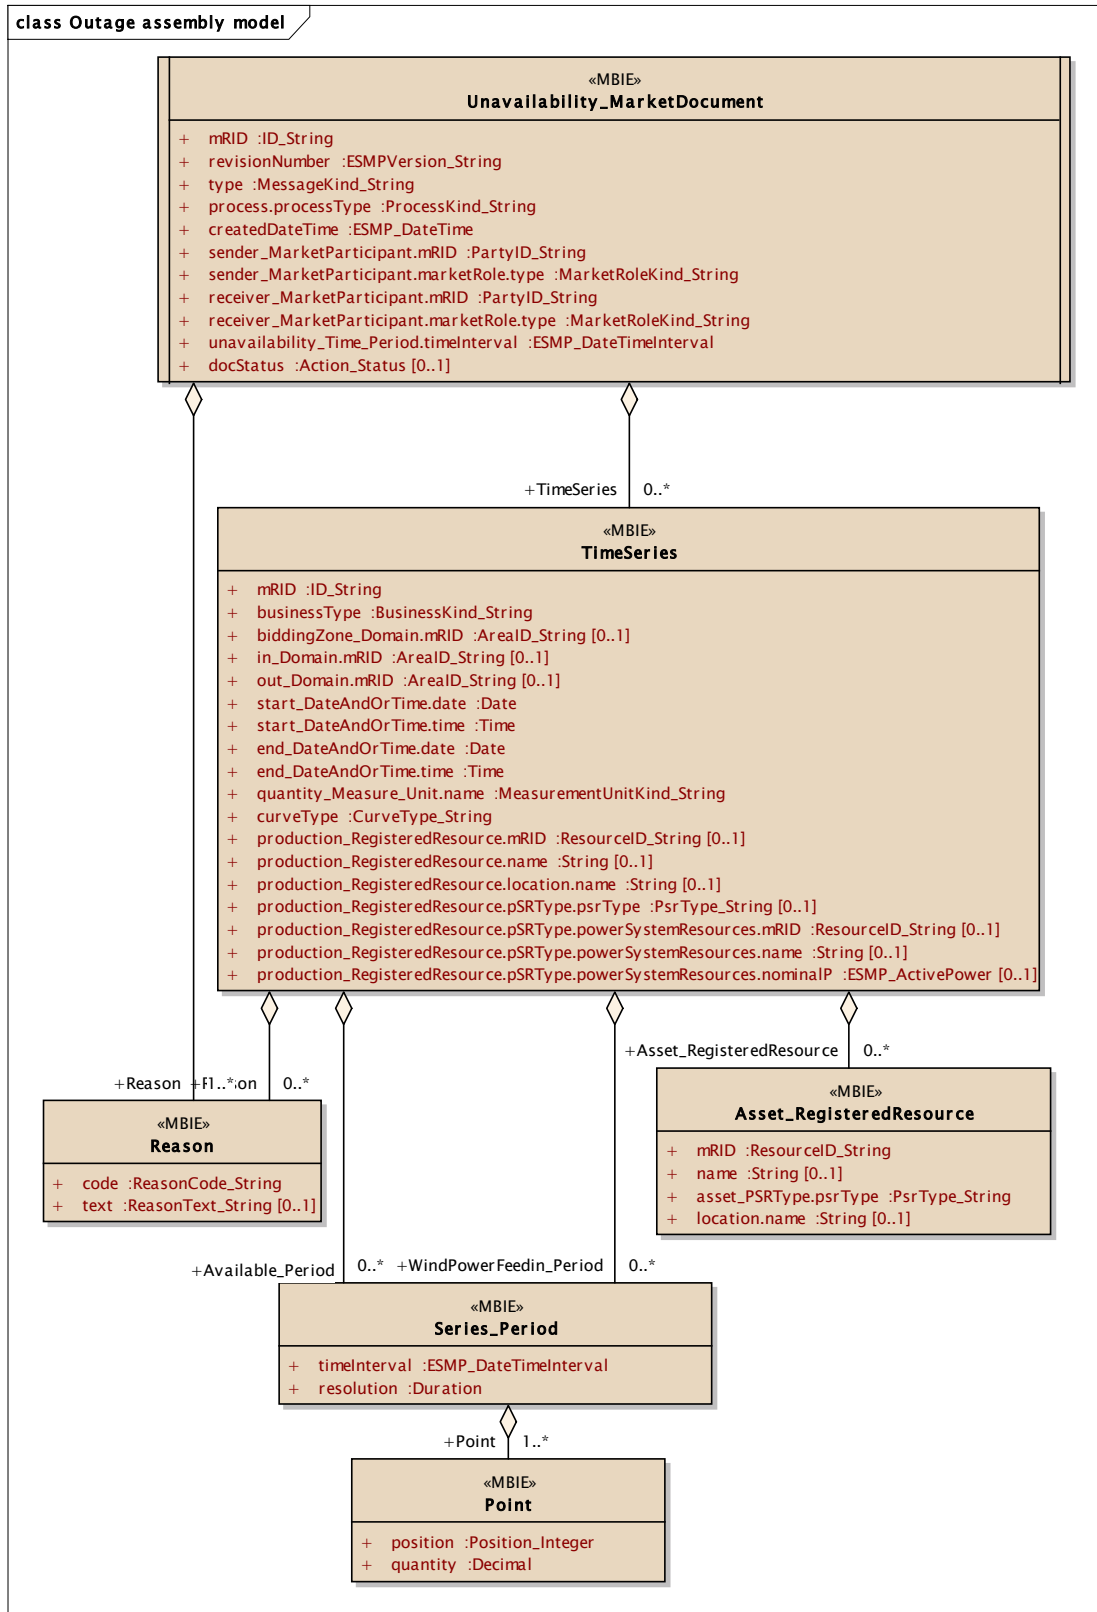 class Outage assembly model
«MBIE»
Unavailability_MarketDocument
+ mRID :ID_String
+ revisionNumber :ESMPVersion_String
+ type :MessageKind_String
+ process.processType :ProcessKind_String
+ createdDateTime :ESMP_DateTime
+ sender_MarketParticipant.mRID :PartyID_String
+ sender_MarketParticipant.marketRole.type :MarketRoleKind_String
+ receiver_MarketParticipant.mRID :PartyID_String
+ receiver_MarketParticipant.marketRole.type :MarketRoleKind_String
+ unavailability_Time_Period.timeInterval :ESMP_DateTimeInterval
+ docStatus :Action_Status [0..1]
+TimeSeries 0..*
«MBIE»
TimeSeries
+ mRID :ID_String
+ businessType :BusinessKind_String
+ biddingZone_Domain.mRID :AreaID_String [0..1]
+ in_Domain.mRID :AreaID_String [0..1]
+ out_Domain.mRID :AreaID_String [0..1]
+ start_DateAndOrTime.date :Date
+ start_DateAndOrTime.time :Time
+ end_DateAndOrTime.date :Date
+ end_DateAndOrTime.time :Time
+ quantity_Measure_Unit.name :MeasurementUnitKind_String
+ curveType :CurveType_String
+ production_RegisteredResource.mRID :ResourceID_String [0..1]
+ production_RegisteredResource.name :String [0..1]
+ production_RegisteredResource.location.name :String [0..1]
+ production_RegisteredResource.pSRType.psrType :PsrType_String [0..1]
+ production_RegisteredResource.pSRType.powerSystemResources.mRID :ResourceID_String [0..1]
+ production_RegisteredResource.pSRType.powerSystemResources.name :String [0..1]
+ production_RegisteredResource.pSRType.powerSystemResources.nominalP :ESMP_ActivePower [0..1]
+Asset_RegisteredResource 0..*
+Reason 1..* 0..*
«MBIE»
Reason
+ code :ReasonCode_String
+ text :ReasonText_String [0..1]
«MBIE»
Asset_RegisteredResource
+ mRID :ResourceID_String
+ name :String [0..1]
+ asset_PSRType.psrType :PsrType_String
+ location.name :String [0..1]
+Available_Period 0..* +WindPowerFeedin_Period 0..*
«MBIE»
Series_Period
+ timeInterval :ESMP_DateTimeInterval
+ resolution :Duration
+Point 1..*
«MBIE»
Point
+ position :Position_Integer
+ quantity :Decimal